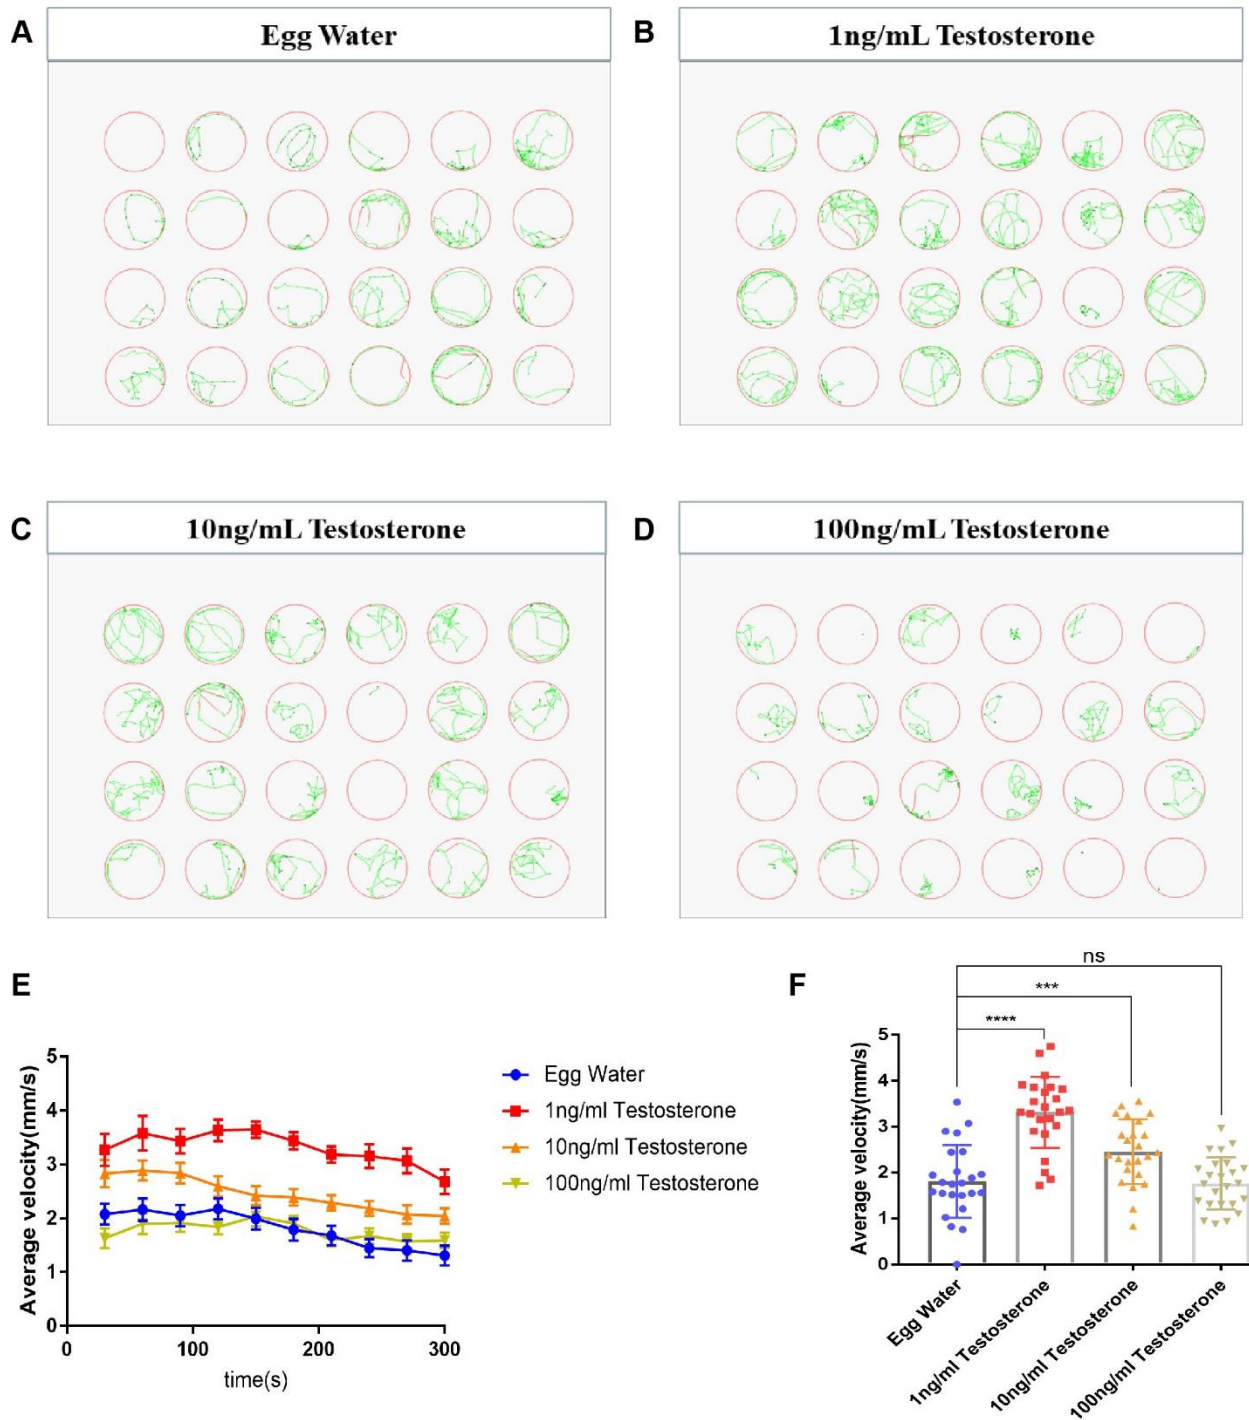 A
Egg Water
B
1ng/mL Testosterone
C
10ng/mL Testosterone
D
100ng/mL Testosterone
E
Average velocity(mm/s)
5
4
3
2
1
0
0
100
200
300
time(s)
Egg Water
1ng/ml Testosterone
10ng/ml Testosterone
100ng/ml Testosterone
F
ns
***
****
Average velocity(mm/s)
5
4
3
2
1
0
Egg Water
1ng/ml Testosterone
10ng/ml Testosterone
100ng/ml Testosterone